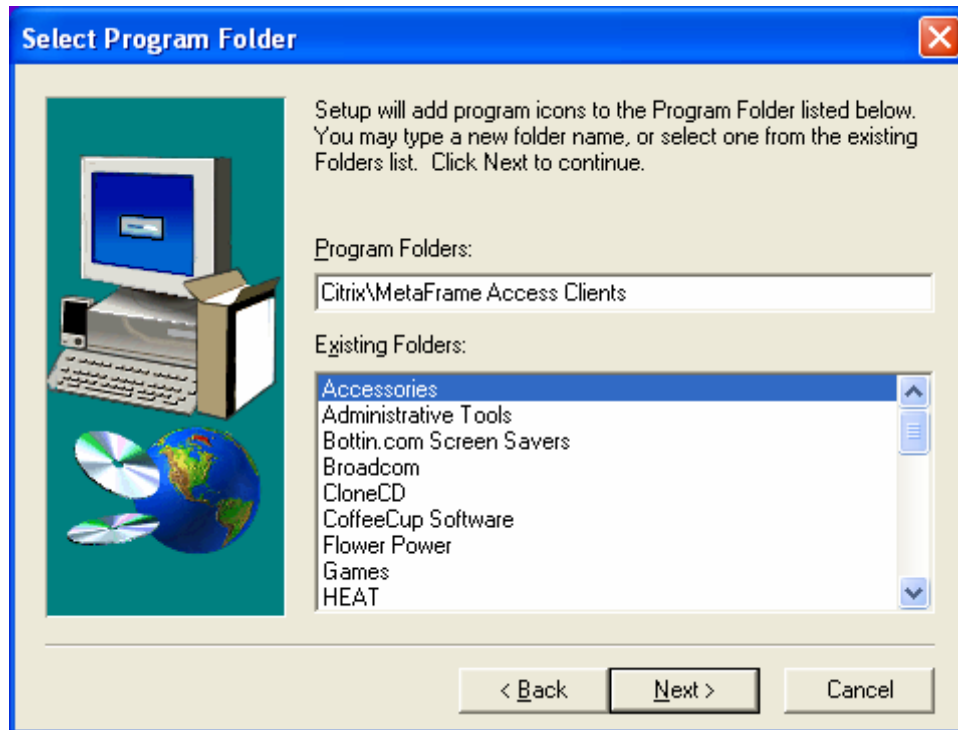 Select Program Folder
Setup will add program icons to the Program Folder listed below.
You may type a new folder name, or select one from the existing
Folders list. Click Next to continue.
Program Folders:
Citrix\MetaFrame Access Clients
Existing Folders:
Accessories
Administrative Tools
Bottin.com Screen Savers
Broadcom
CloneCD
CoffeeCup Software
Flower Power
Games
HEAT
< Back
Next >
Cancel